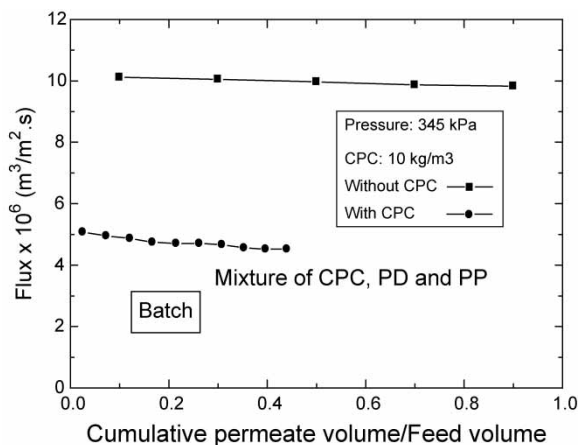 12
10
8
6
4
2
0
Flux x 10⁶ (m³/m².s)
Pressure: 345 kPa
CPC: 10 kg/m3
Without CPC
With CPC
Mixture of CPC, PD and PP
Batch
0.0 0.2 0.4 0.6 0.8 1.0
Cumulative permeate volume/Feed volume